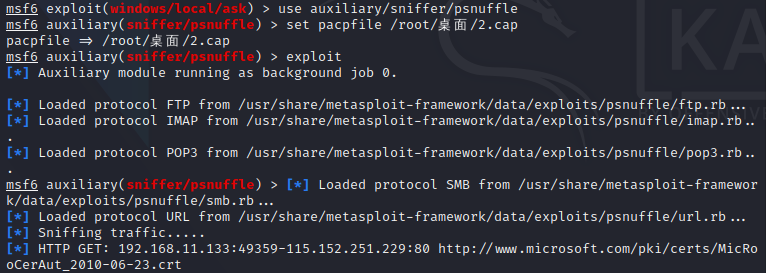 msf6 exploit(windows/local/ask) > use auxiliary/sniffer/psnuffle
msf6 auxiliary(sniffer/psnuffle) > set pacpfile /root/桌面/2.cap
pacpfile => /root/桌面/2.cap
msf6 auxiliary(sniffer/psnuffle) > exploit
[*] Auxiliary module running as background job 0.
[*] Loaded protocol FTP from /usr/share/metasploit-framework/data/exploits/psnuffle/ftp.rb...
[*] Loaded protocol IMAP from /usr/share/metasploit-framework/data/exploits/psnuffle/imap.rb..
.
[*] Loaded protocol POP3 from /usr/share/metasploit-framework/data/exploits/psnuffle/pop3.rb..
.
msf6 auxiliary(sniffer/psnuffle) > [*] Loaded protocol SMB from /usr/share/metasploit-framewor
k/data/exploits/psnuffle/smb.rb...
[*] Loaded protocol URL from /usr/share/metasploit-framework/data/exploits/psnuffle/url.rb...
[*] Sniffing traffic.....
[*] HTTP GET: 192.168.11.133:49359-115.152.251.229:80 http://www.microsoft.com/pki/certs/MicRo
oCerAut_2010-06-23.crt
KA